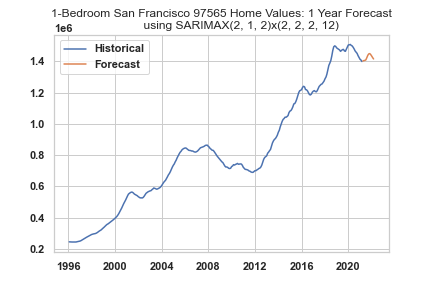 1-Bedroom San Francisco 97565 Home Values: 1 Year Forecast
using SARIMAX(2, 1, 2)x(2, 2, 2, 12)
1e6
Historical
Forecast
1.4
1.2
1.0
0.8
0.6
0.4
0.2
1996 2000 2004 2008 2012 2016 2020